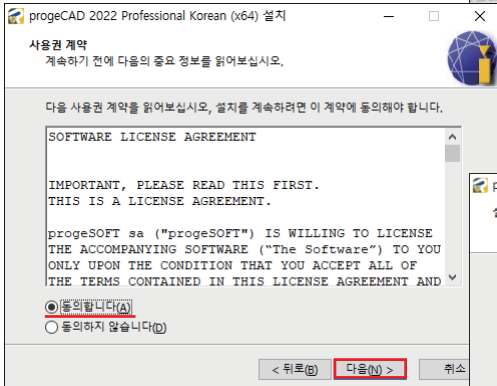 progeCAD 2022 Professional Korean (x64) 설치
사용권 계약
계속하기 전에 다음의 중요 정보를 읽어보십시오.
다음 사용권 계약을 읽어보십시오, 설치를 계속하려면 이 계약에 동의해야 합니다.
SOFTWARE LICENSE AGREEMENT
IMPORTANT, PLEASE READ THIS FIRST.
THIS IS A LICENSE AGREEMENT.
progeSOFT sa ("progeSOFT") IS WILLING TO LICENSE
THE ACCOMPANYING SOFTWARE (“The Software”) TO YOU
ONLY UPON THE CONDITION THAT YOU ACCEPT ALL OF
THE TERMS CONTAINED IN THIS LICENSE AGREEMENT AND
동의합니다(A)
동의하지 않습니다(D)
< 뒤로(B)
다음(N) >
취소